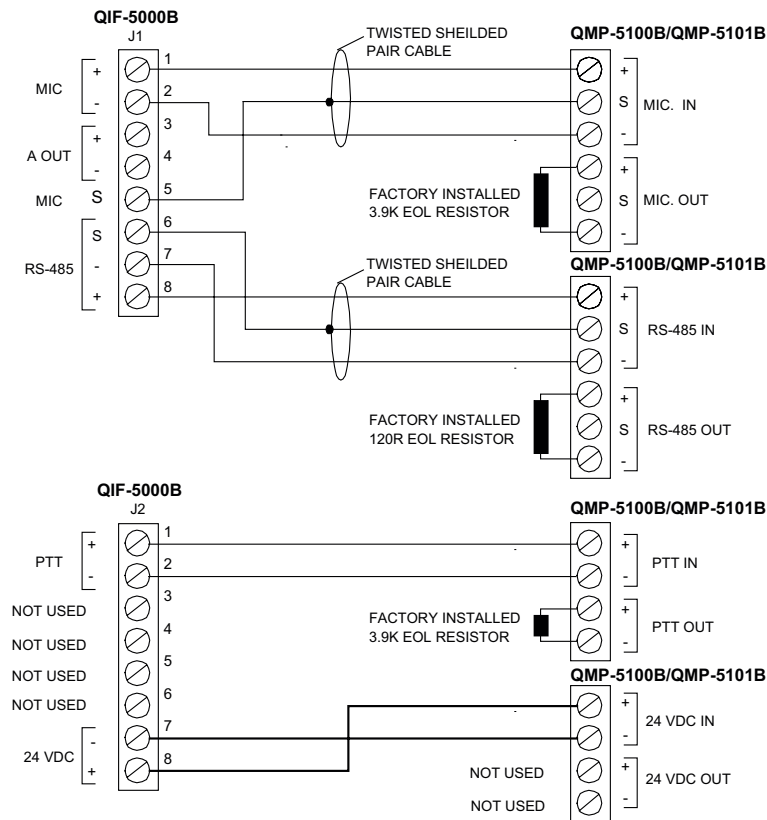 QIF-5000B
J1
TWISTED SHEILDED
PAIR CABLE
QMP-5100B/QMP-5101B
MIC
+
-
1
2
+
S
-
MIC. IN
A OUT
+
-
3
4
MIC
S
5
FACTORY INSTALLED
3.9K EOL RESISTOR
+
S
-
MIC. OUT
RS-485
S
-
+
6
7
8
TWISTED SHEILDED
PAIR CABLE
QMP-5100B/QMP-5101B
+
S
-
RS-485 IN
FACTORY INSTALLED
120R EOL RESISTOR
+
S
-
RS-485 OUT
QIF-5000B
J2
QMP-5100B/QMP-5101B
PTT
+
-
1
2
+
-
PTT IN
NOT USED
3
NOT USED
4
NOT USED
5
NOT USED
6
FACTORY INSTALLED
3.9K EOL RESISTOR
+
-
PTT OUT
QMP-5100B/QMP-5101B
24 VDC
-
+
7
8
+
-
24 VDC IN
NOT USED
NOT USED
+
-
24 VDC OUT